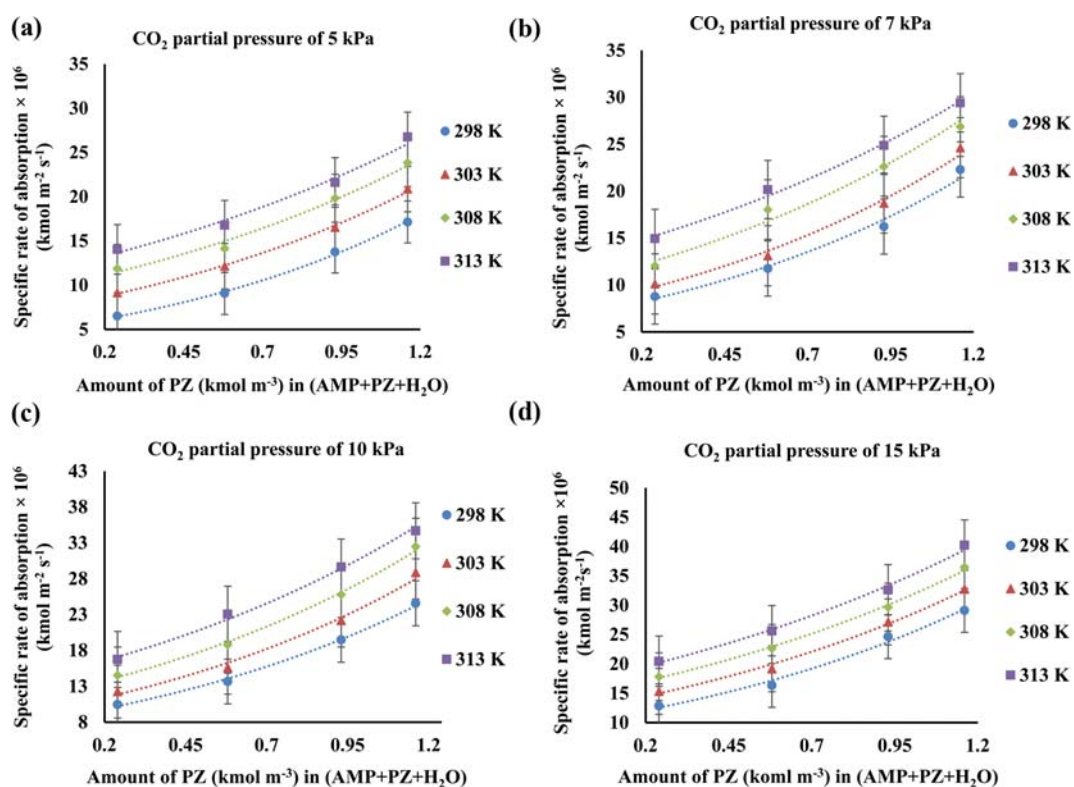 (a)
CO₂ partial pressure of 5 kPa
Specific rate of absorption × 10⁶
(kmol m⁻² s⁻¹)
35
30
25
20
15
10
5
0.2 0.45 0.7 0.95 1.2
Amount of PZ (kmol m⁻³) in (AMP+PZ+H₂O)
298 K
303 K
308 K
313 K
(b)
CO₂ partial pressure of 7 kPa
Specific rate of absorption × 10⁶
(kmol m⁻² s⁻¹)
35
30
25
20
15
10
5
0.2 0.45 0.7 0.95 1.2
Amount of PZ (kmol m⁻³) in (AMP+PZ+H₂O)
298 K
303 K
308 K
313 K
(c)
CO₂ partial pressure of 10 kPa
Specific rate of absorption ×10⁶
(kmol m⁻² s⁻¹)
43
38
33
28
23
18
13
8
0.2 0.45 0.7 0.95 1.2
Amount of PZ (kmol m⁻³) in (AMP+PZ+H₂O)
298 K
303 K
308 K
313 K
(d)
CO₂ partial pressure of 15 kPa
Specific rate of absorption ×10⁶
(kmol m⁻²s⁻¹)
50
45
40
35
30
25
20
15
10
0.2 0.45 0.7 0.95 1.2
Amount of PZ (koml m⁻³) in (AMP+PZ+H₂O)
298 K
303 K
308 K
313 K